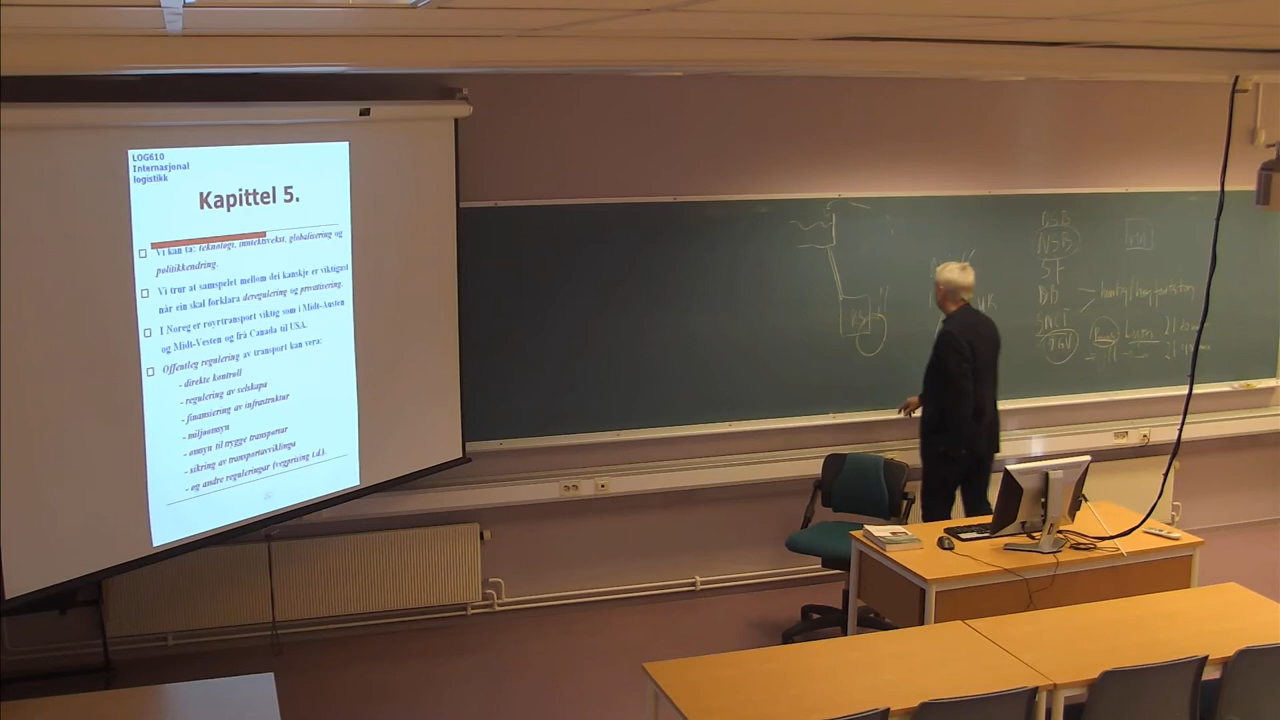 LOG610
Internasjonal
logistikk
Kapittel 5.
Vi kan ta: teknologi, inntektsvekst, globalisering og
politikkendring.
Vi trur at samspelet mellom dei kanskje er viktigast
når ein skal forklara deregulering og privatisering.
I Noreg er røyrtransport viktig som i Midt-Austen
og Midt-Vesten og frå Canada til USA.
Offentleg regulering av transport kan vera:
- direkte kontroll
- regulering av selskapa
- finansiering av infrastruktur
- miljøomsyn
- omsyn til trygge transportar
- sikring av transportavviklinga
- og andre reguleringar (vegprising t.d.).
DSB
NSB
SF
DB
SNCF
TGV
UK